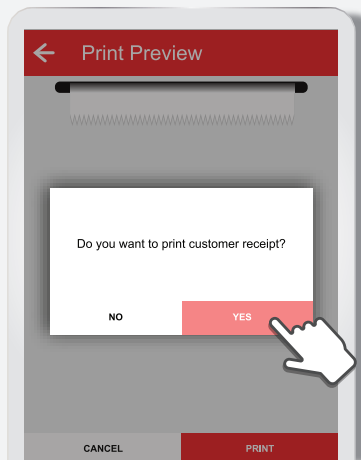 Print Preview
Do you want to print customer receipt?
NO
YES
CANCEL
PRINT